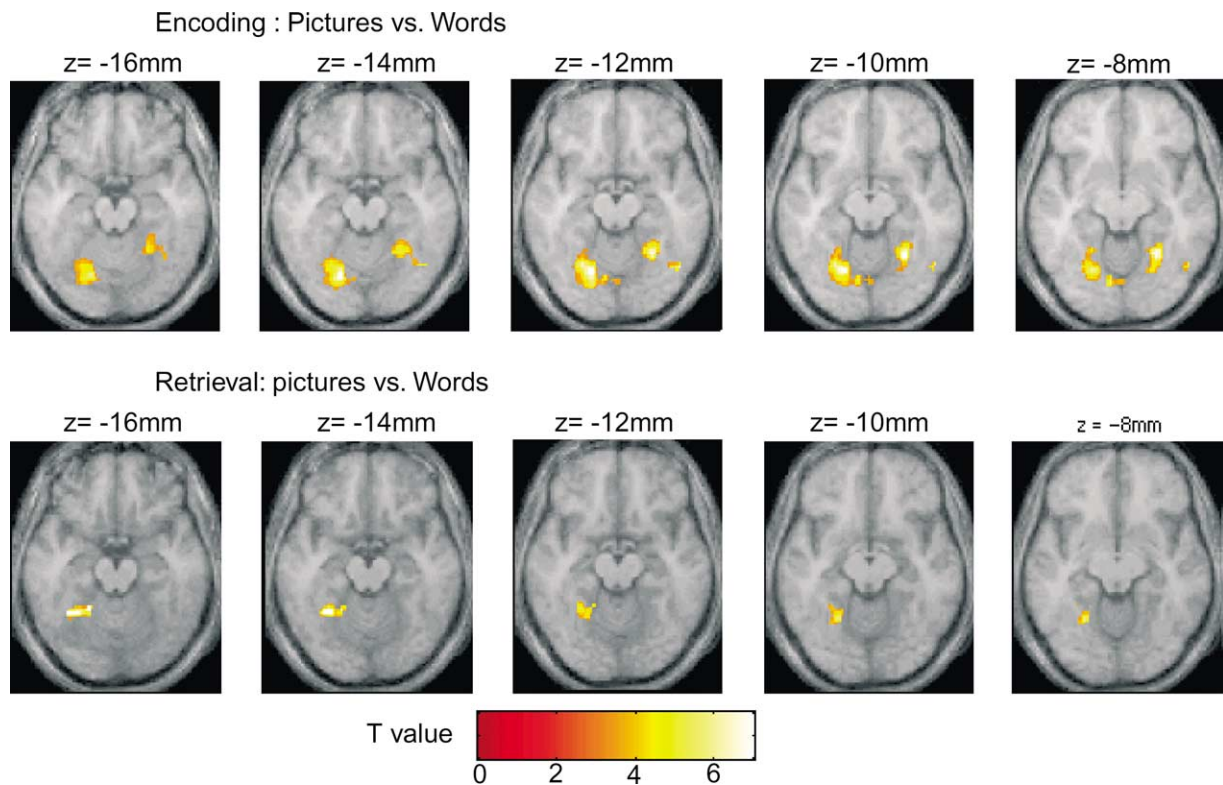 Encoding : Pictures vs. Words
z= -16mm z= -14mm z= -12mm z= -10mm z= -8mm
Retrieval: pictures vs. Words
z= -16mm z= -14mm z= -12mm z= -10mm z = -8mm
T value
0 2 4 6